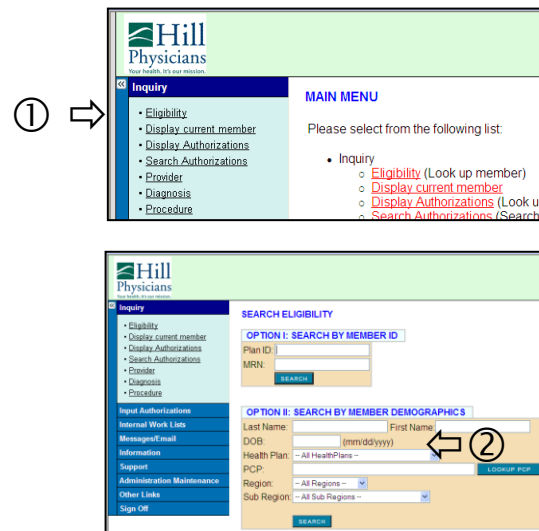 Hill
Physicians
Your health. It's our mission.
«
Inquiry
• Eligibility
• Display current member
• Display Authorizations
• Search Authorizations
• Provider
• Diagnosis
• Procedure
MAIN MENU
Please select from the following list:
• Inquiry
o Eligibility (Look up member)
o Display current member
o Display Authorizations (Look u
o Search Authorizations (Search
①
Hill
Physicians
Your health. It's our mission.
«
Inquiry
• Eligibility
• Display current member
• Display Authorizations
• Search Authorizations
• Provider
• Diagnosis
• Procedure
Input Authorizations
Internal Work Lists
Messages/Email
Information
Support
Administration Maintenance
Other Links
Sign Off
SEARCH ELIGIBILITY
OPTION I: SEARCH BY MEMBER ID
Plan ID:
MRN:
SEARCH
OPTION II: SEARCH BY MEMBER DEMOGRAPHICS
Last Name: First Name:
DOB: (mm/dd/yyyy)
Health Plan: -- All HealthPlans --
PCP: LOOKUP PCP
Region: -- All Regions --
Sub Region: -- All Sub Regions --
SEARCH
②